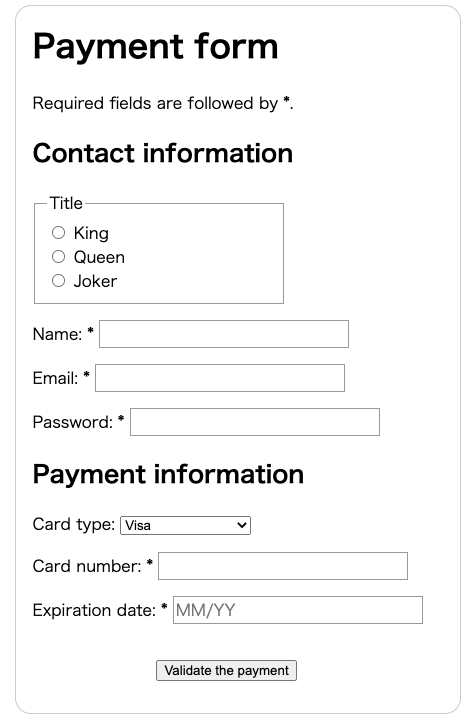 Payment form
Required fields are followed by *.
Contact information
Title
King
Queen
Joker
Name: *
Email: *
Password: *
Payment information
Card type: Visa
Card number: *
Expiration date: * MM/YY
Validate the payment